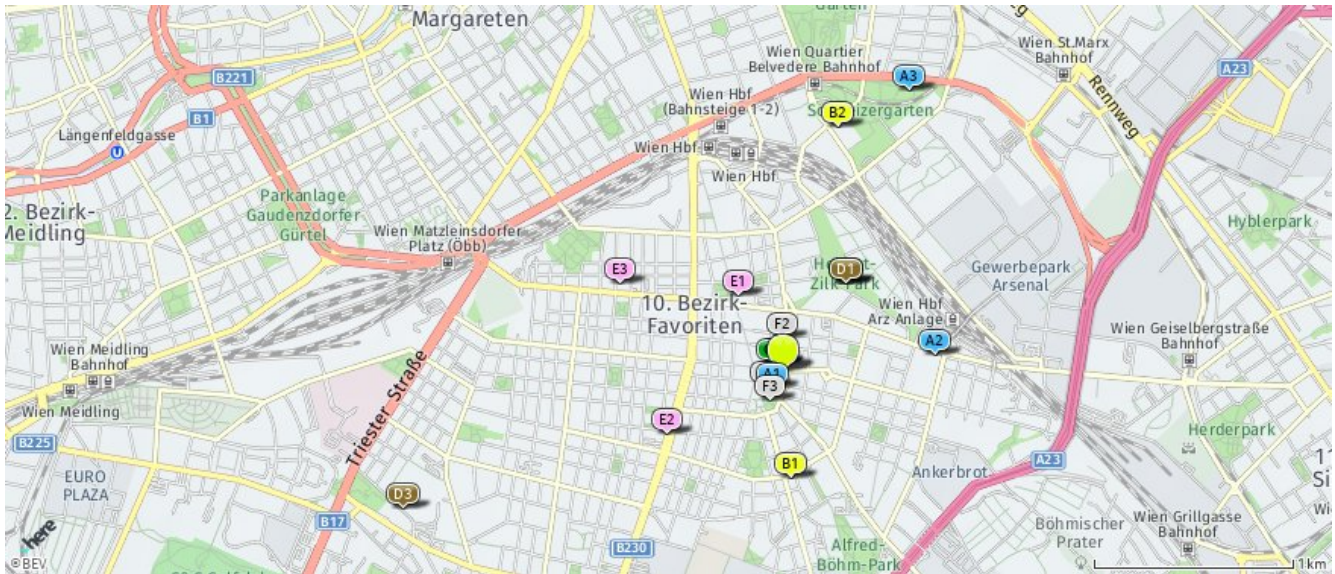 Margareten
Garten
Wien Quartier
Belvedere Bahnhof
Wien St.Marx
Bahnhof
A3
A23
B221
B1
Rennweg
Wien Hbf
(Bahnsteige 1-2)
B2
Längenfeldgasse
U
Wien Hbf
Wien Hbf
Parkanlage
Gaudenzdorfer
Gürtel
2. Bezirk-
Meidling
Wien Matzleinsdorfer
Platz (Öbb)
Hyblerpark
E3
E1
D1
Gewerbepark
Arsenal
10. Bezirk-
Favoriten
Wien Hbf
Arz Anlage
F2
A2
Wien Geiselbergstraße
Bahnhof
Wien Meidling
Bahnhof
A1
F3
Wien Meidling
Triester Straße
E2
B225
Herderpark
B1
A23
Ankerbrot
EURO
PLAZA
D3
B17
Böhmischer
Prater
Wien Grillgasse
Bahnhof
B230
Alfred-
Böhm-Park
here
©BEV
1km